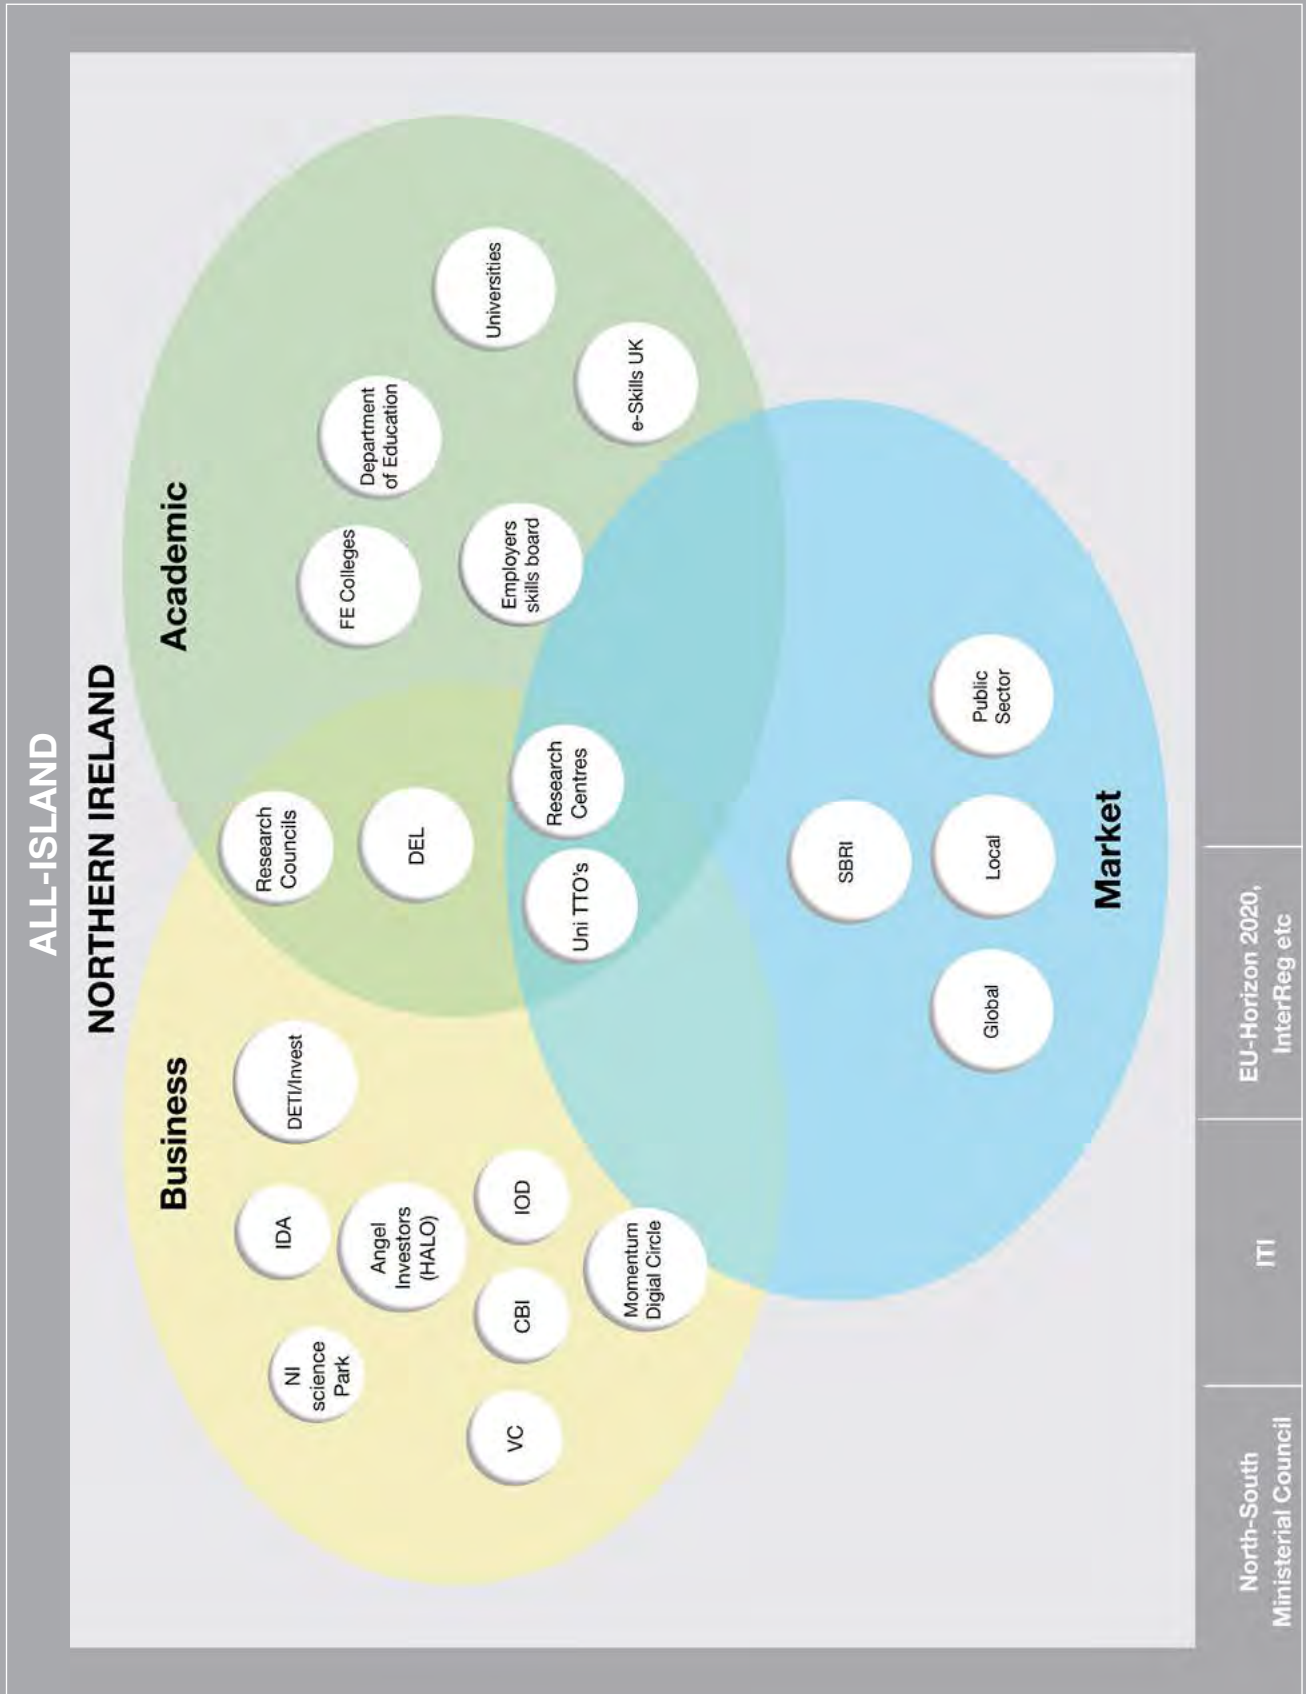 ALL-ISLAND
NORTHERN IRELAND
Business
Academic
DETI/Invest
IDA
NI
science
Park
Angel
Investors
(HALO)
IOD
CBI
VC
Momentum
Digial Circle
Research
Councils
DEL
Uni TTO's
Research
Centres
FE Colleges
Department
of Education
Employers
skills board
Universities
e-Skills UK
SBRI
Global
Local
Public
Sector
Market
North-South
Ministerial Council
ITI
EU-Horizon 2020,
InterReg etc